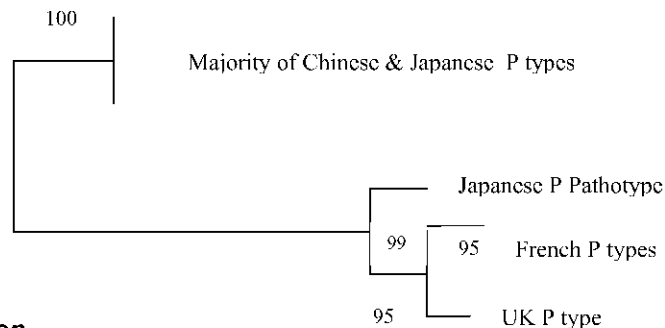 100
Majority of Chinese & Japanese P types
Japanese P Pathotype
99 95 French P types
95 UK P type